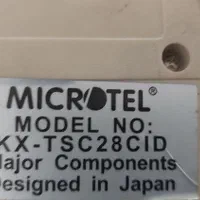 MICROTEL®
MODEL NO:
KX-TSC28CID
Major Components
Designed in Japan